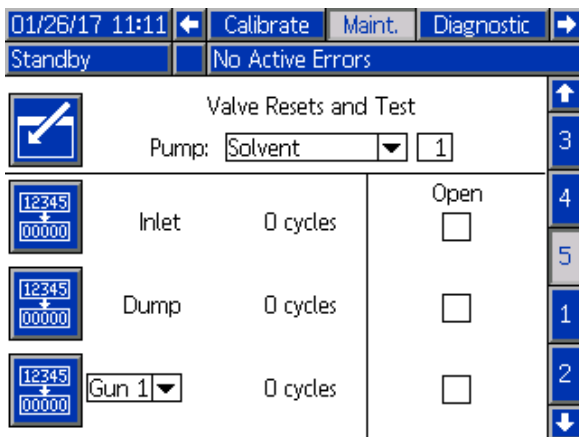 01/26/17 11:11 Calibrate Maint. Diagnostic
Standby No Active Errors
Valve Resets and Test
Pump: Solvent 1
3
4
5
1
2
Open
12345
00000
Inlet 0 cycles
12345
00000
Dump 0 cycles
12345
00000
Gun 1 0 cycles